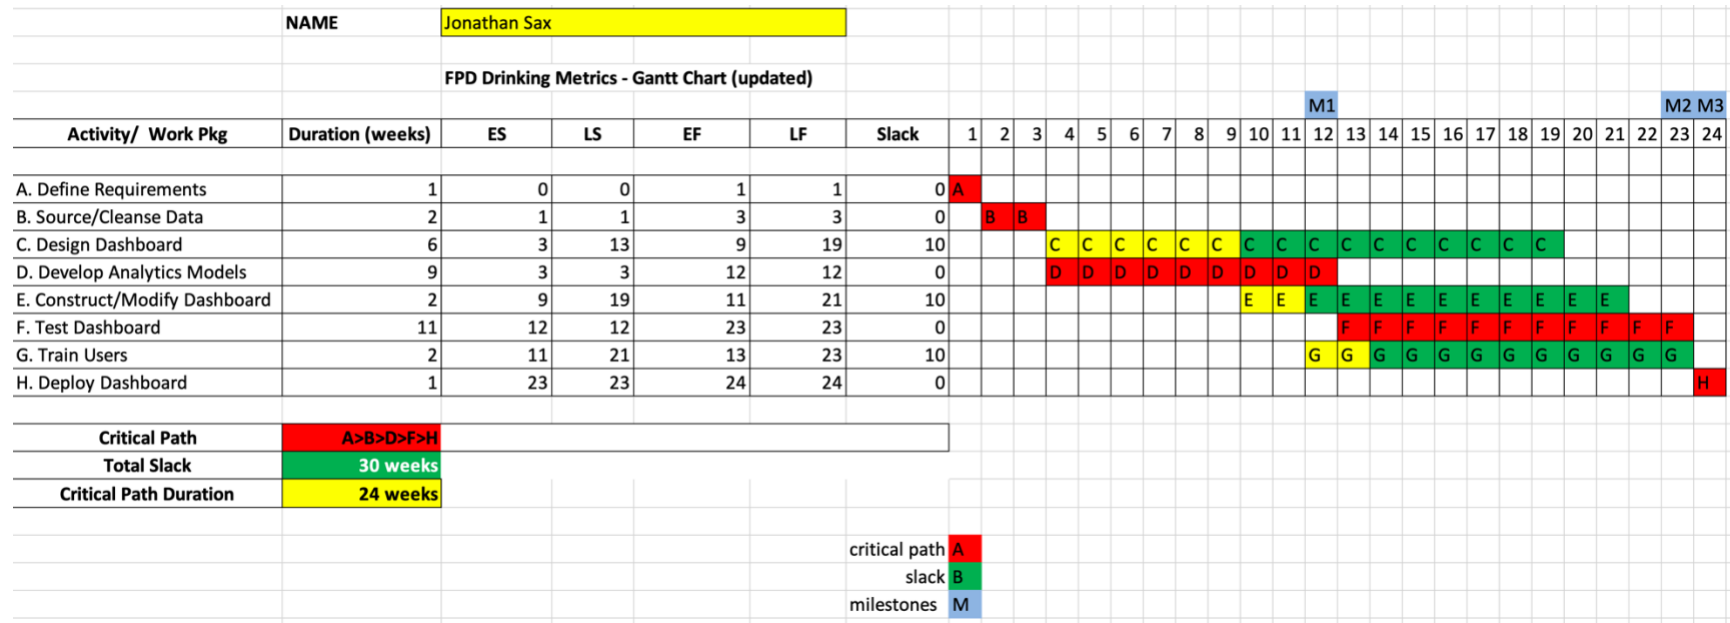 NAME Jonathan Sax
FPD Drinking Metrics - Gantt Chart (updated)
M1 M2 M3
Activity/ Work Pkg Duration (weeks) ES LS EF LF Slack 1 2 3 4 5 6 7 8 9 10 11 12 13 14 15 16 17 18 19 20 21 22 23 24
A. Define Requirements 1 0 0 1 1 0 A
B. Source/Cleanse Data 2 1 1 3 3 0 B B
C. Design Dashboard 6 3 13 9 19 10 C C C C C C C C C C C C C C C C
D. Develop Analytics Models 9 3 3 12 12 0 D D D D D D D D D
E. Construct/Modify Dashboard 2 9 19 11 21 10 E E E E E E E E E E E E
F. Test Dashboard 11 12 12 23 23 0 F F F F F F F F F F F
G. Train Users 2 11 21 13 23 10 G G G G G G G G G G G G
H. Deploy Dashboard 1 23 23 24 24 0 H
Critical Path A>B>D>F>H
Total Slack 30 weeks
Critical Path Duration 24 weeks
critical path A
slack B
milestones M